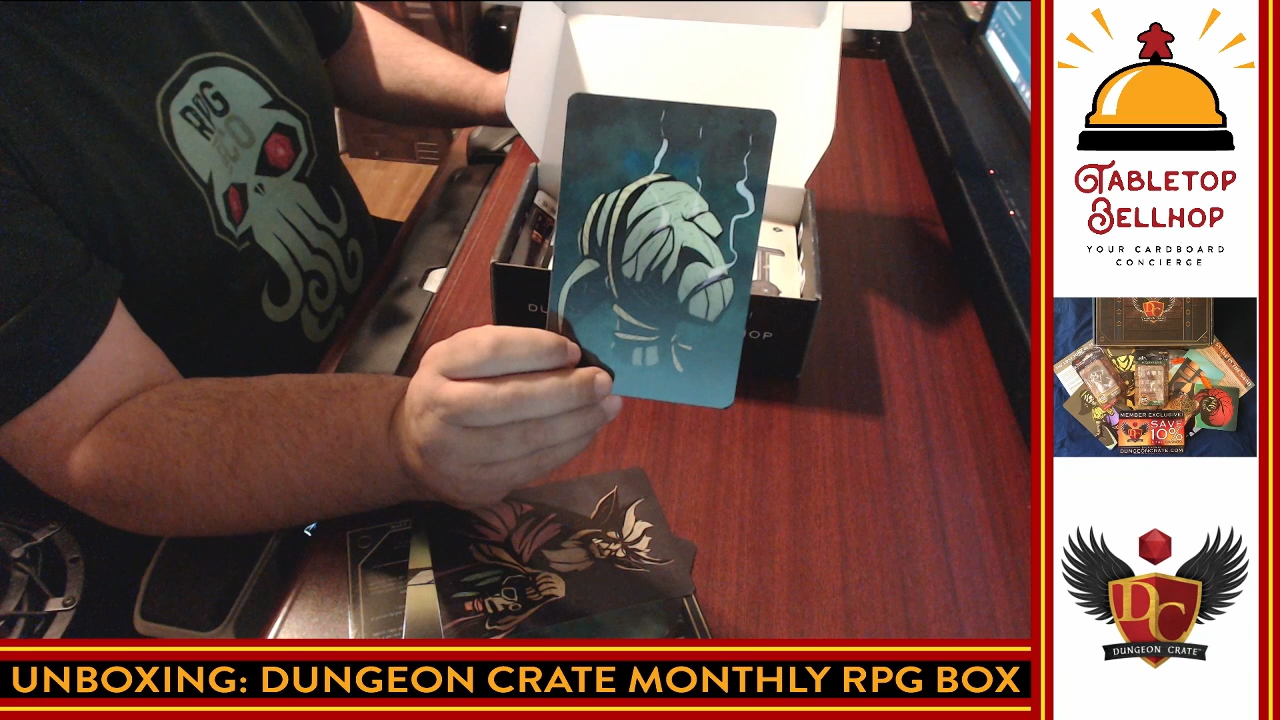 RPG
TABLETOP
BELLHOP
YOUR CARDBOARD
CONCIERGE
MEMBER EXCLUSIVE!
SAVE
10%
DUNGEONCRATE.COM
DC
DUNGEON CRATE
UNBOXING: DUNGEON CRATE MONTHLY RPG BOX